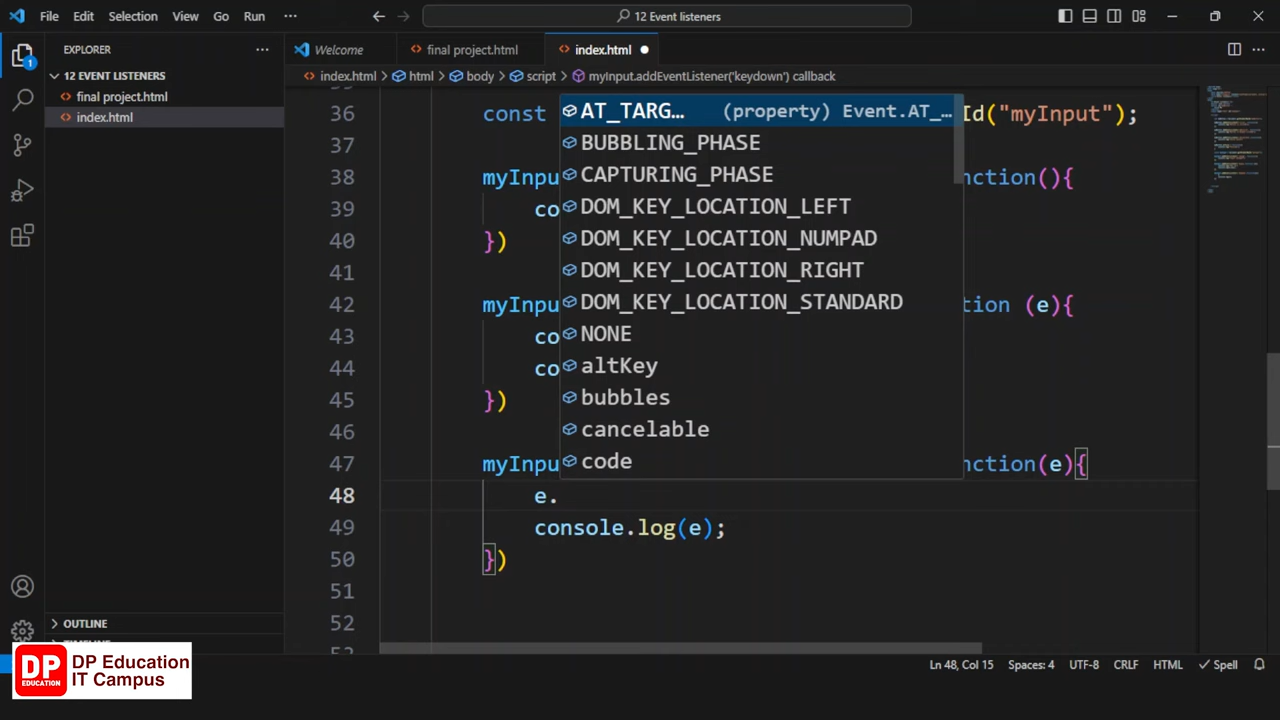 File Edit Selection View Go Run ··· 12 Event listeners
EXPLORER ···
12 EVENT LISTENERS
final project.html
index.html
OUTLINE
Welcome final project.html index.html
index.html > html > body > script > myInput.addEventListener('keydown') callback
36 const Id("myInput");
37
38 myInpu nction(){
39 co
40 })
41
42 myInpu tion (e){
43 co
44 co
45 })
46
47 myInpu nction(e){
48 e.
49 console.log(e);
50 })
51
52
AT_TARG… (property) Event.AT_…
BUBBLING_PHASE
CAPTURING_PHASE
DOM_KEY_LOCATION_LEFT
DOM_KEY_LOCATION_NUMPAD
DOM_KEY_LOCATION_RIGHT
DOM_KEY_LOCATION_STANDARD
NONE
altKey
bubbles
cancelable
code
1
DP EDUCATION
DP Education
IT Campus
Ln 48, Col 15 Spaces: 4 UTF-8 CRLF HTML Spell